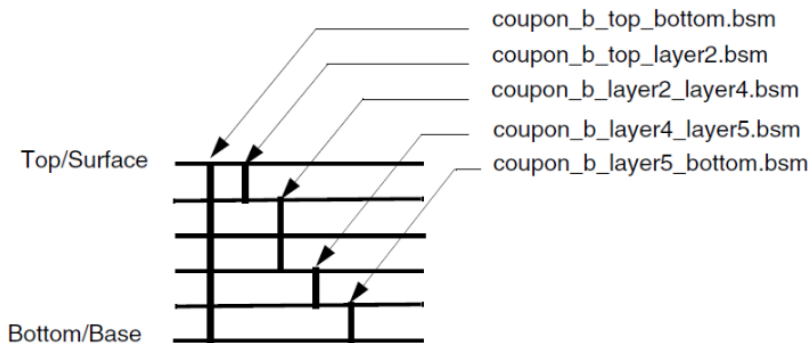 coupon_b_top_bottom.bsm
coupon_b_top_layer2.bsm
coupon_b_layer2_layer4.bsm
coupon_b_layer4_layer5.bsm
coupon_b_layer5_bottom.bsm
Top/Surface
Bottom/Base